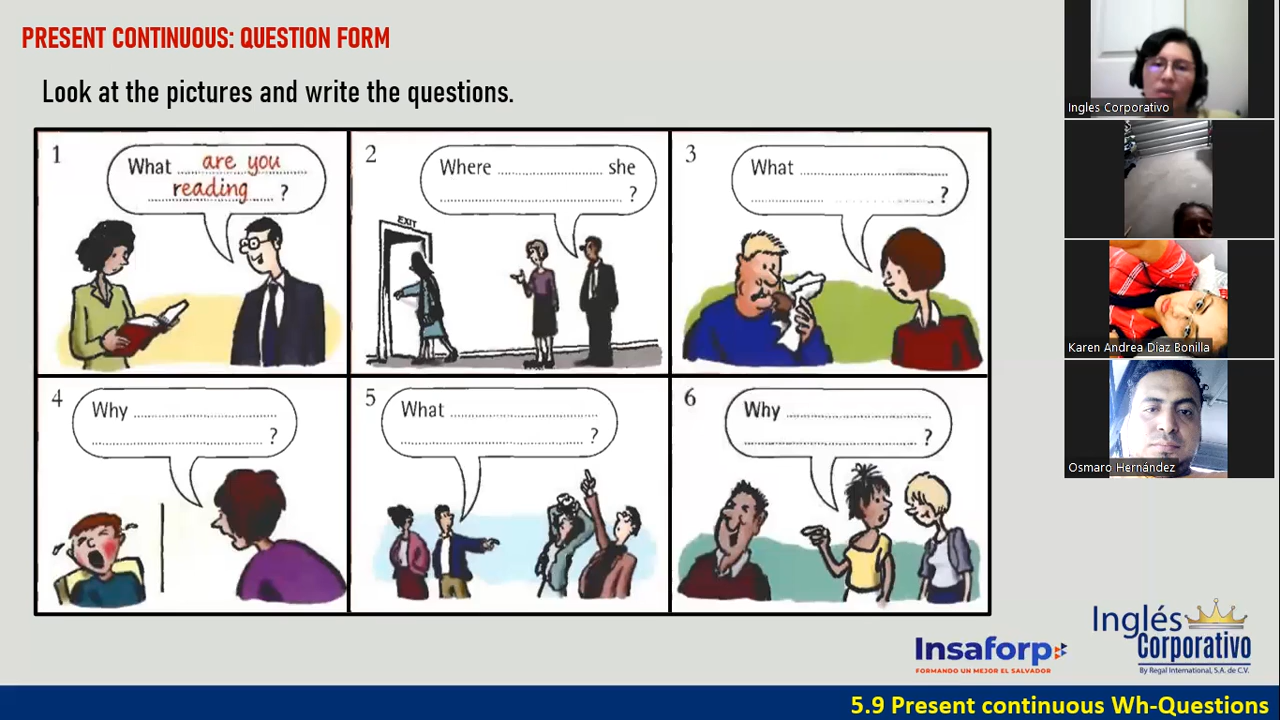 PRESENT CONTINUOUS: QUESTION FORM
Look at the pictures and write the questions.
1
What are you
reading ?
2
Where she
?
EXIT
3
What
?
4
Why
?
5
What
?
6
Why
?
Ingles Corporativo
Karen Andrea Diaz Bonilla
Osmaro Hernández
Insaforp
FORMANDO UN MEJOR EL SALVADOR
Inglés
Corporativo
By Regal International, S.A. de C.V.
5.9 Present continuous Wh-Questions